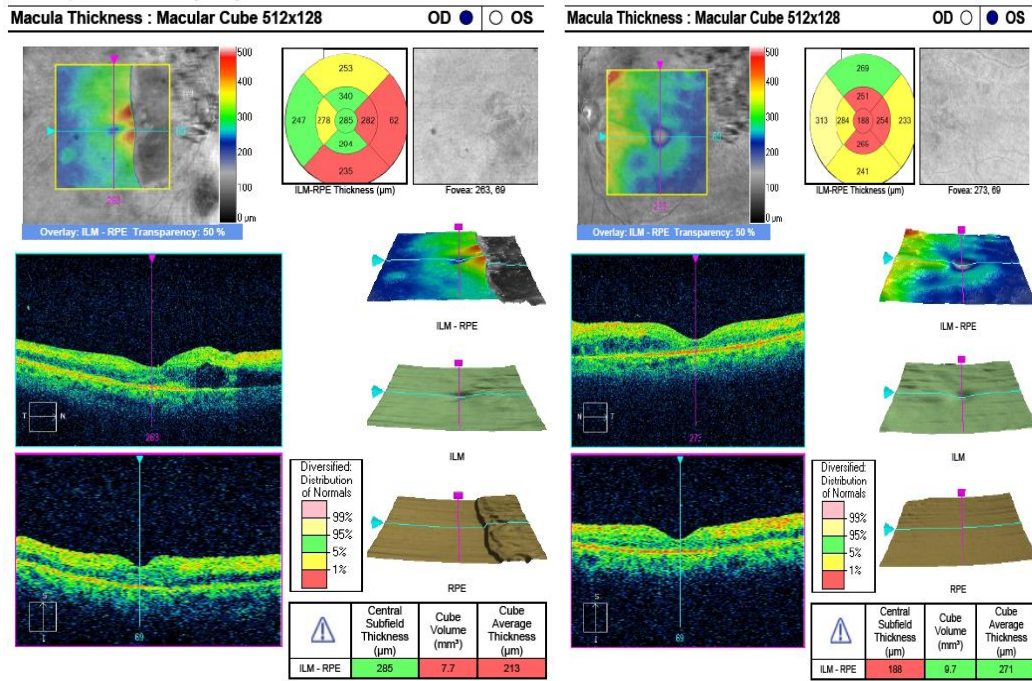 Macula Thickness : Macular Cube 512x128 OD OS
500
400
300
200
100
0 µm
263
Overlay: ILM - RPE Transparency: 50 %
253
340
247 278 285 282 62
204
235
ILM-RPE Thickness (µm)
Fovea: 263, 69
ILM - RPE
T N
263
ILM
S
I
69
Diversified:
Distribution
of Normals
99%
95%
5%
1%
RPE
Central Subfield Thickness (µm)
Cube Volume (mm³)
Cube Average Thickness (µm)
ILM - RPE 285 7.7 213
Macula Thickness : Macular Cube 512x128 OD OS
500
400
300
200
100
0 µm
Overlay: ILM - RPE Transparency: 50 %
269
251
313 284 188 254 233
266
241
ILM-RPE Thickness (µm)
Fovea: 273, 69
ILM - RPE
N T
273
ILM
S
I
69
Diversified:
Distribution
of Normals
99%
95%
5%
1%
RPE
Central Subfield Thickness (µm)
Cube Volume (mm³)
Cube Average Thickness (µm)
ILM - RPE 188 9.7 271